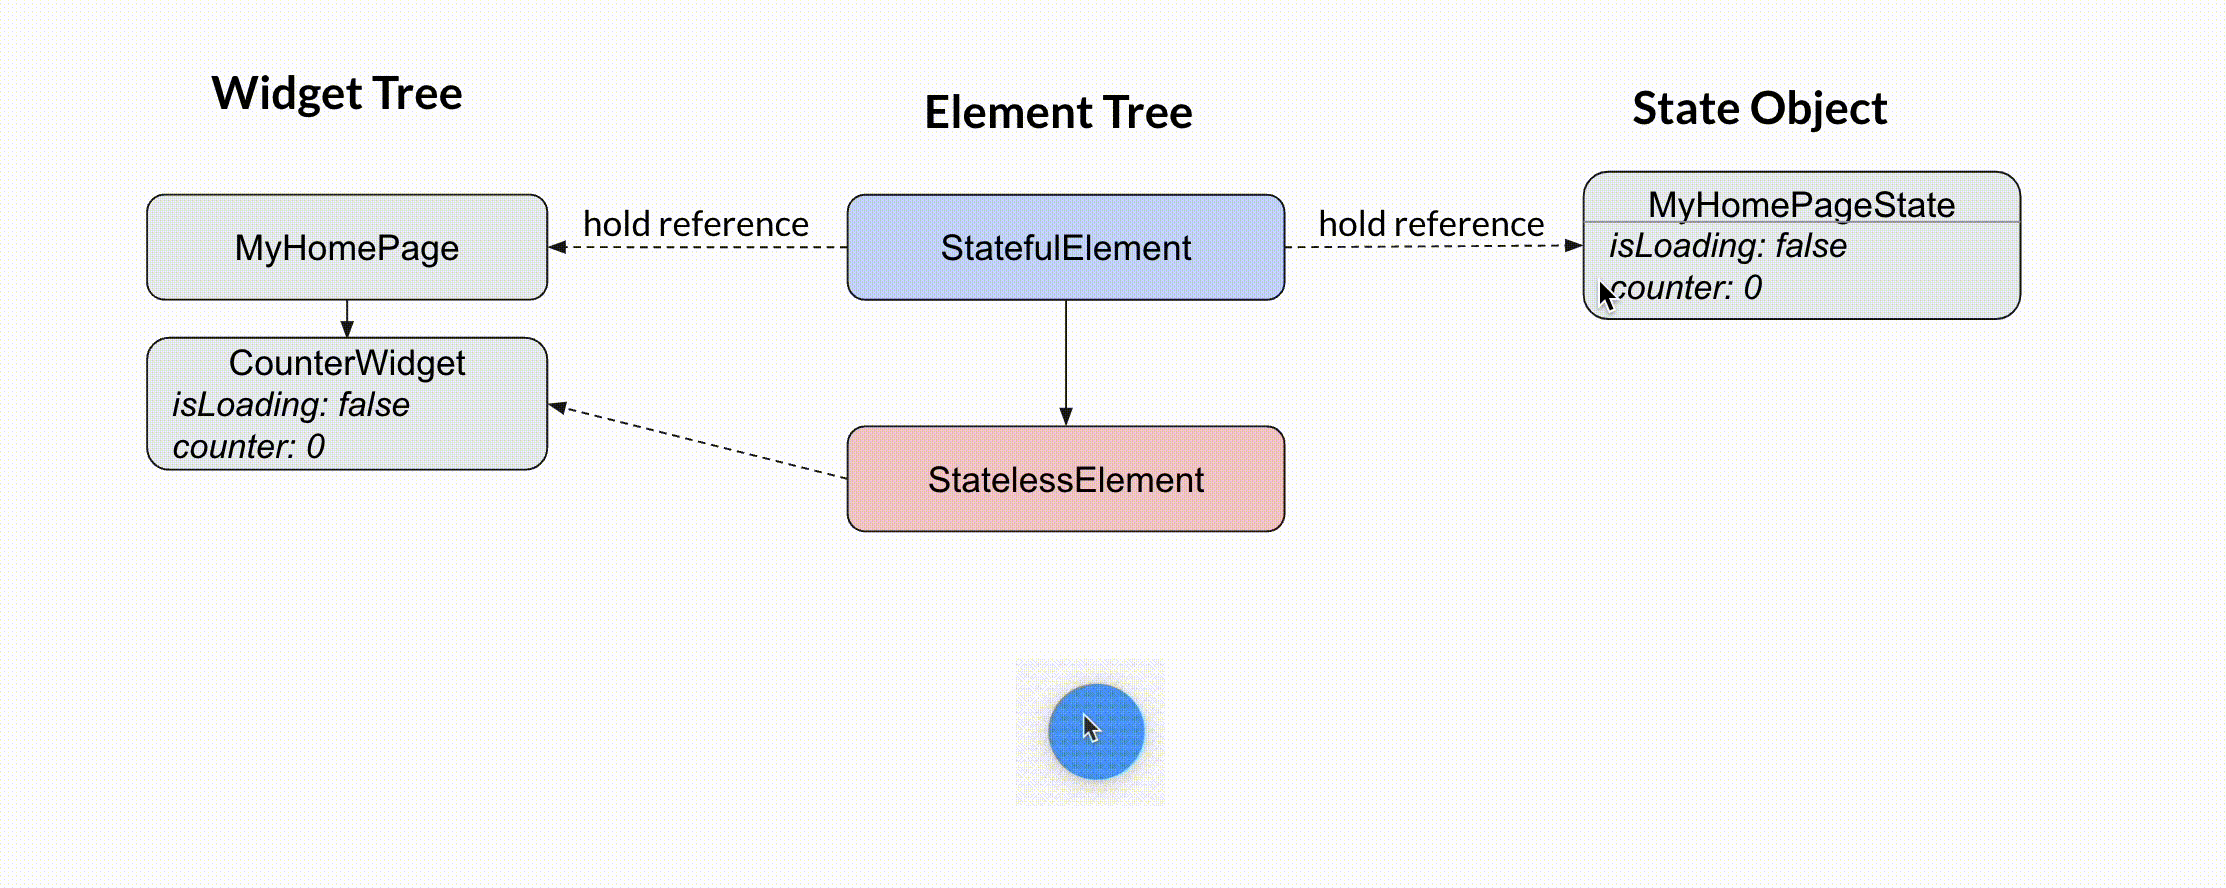 Widget Tree
Element Tree
State Object
MyHomePage
hold reference
StatefulElement
hold reference
MyHomePageState
isLoading: false
counter: 0
CounterWidget
isLoading: false
counter: 0
StatelessElement